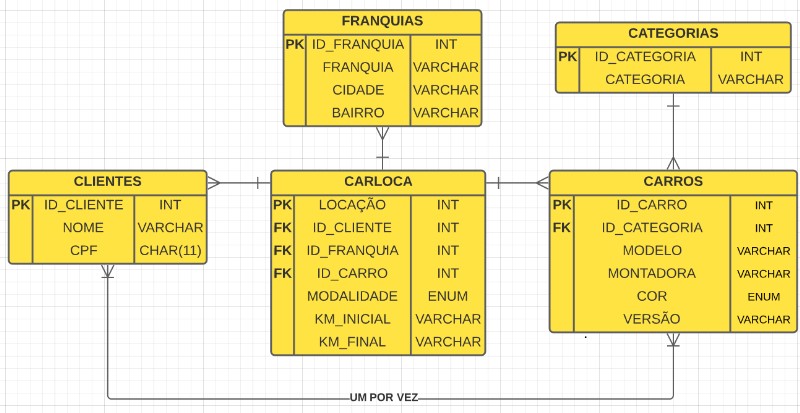 FRANQUIAS
PK ID_FRANQUIA INT
FRANQUIA VARCHAR
CIDADE VARCHAR
BAIRRO VARCHAR
CATEGORIAS
PK ID_CATEGORIA INT
CATEGORIA VARCHAR
CLIENTES
PK ID_CLIENTE INT
NOME VARCHAR
CPF CHAR(11)
CARLOCA
PK LOCAÇÃO INT
FK ID_CLIENTE INT
FK ID_FRANQUIA INT
FK ID_CARRO INT
MODALIDADE ENUM
KM_INICIAL VARCHAR
KM_FINAL VARCHAR
CARROS
PK ID_CARRO INT
FK ID_CATEGORIA INT
MODELO VARCHAR
MONTADORA VARCHAR
COR ENUM
VERSÃO VARCHAR
UM POR VEZ